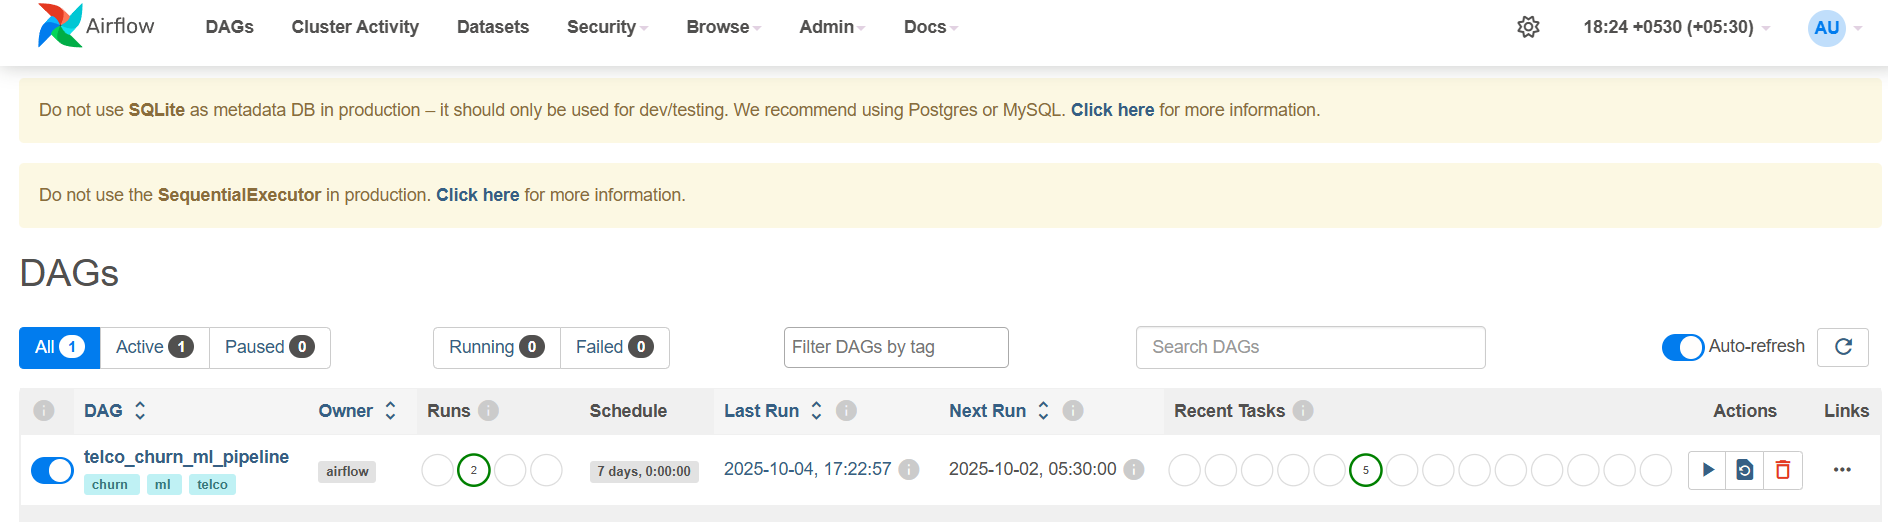 Airflow DAGs Cluster Activity Datasets Security Browse Admin Docs 18:24 +0530 (+05:30) AU
Do not use SQLite as metadata DB in production – it should only be used for dev/testing. We recommend using Postgres or MySQL. Click here for more information.
Do not use the SequentialExecutor in production. Click here for more information.
DAGs
All 1 Active 1 Paused 0 Running 0 Failed 0 Filter DAGs by tag Search DAGs Auto-refresh
DAG Owner Runs Schedule Last Run Next Run Recent Tasks Actions Links
telco_churn_ml_pipeline airflow 2 7 days, 0:00:00 2025-10-04, 17:22:57 2025-10-02, 05:30:00 5
churn ml telco